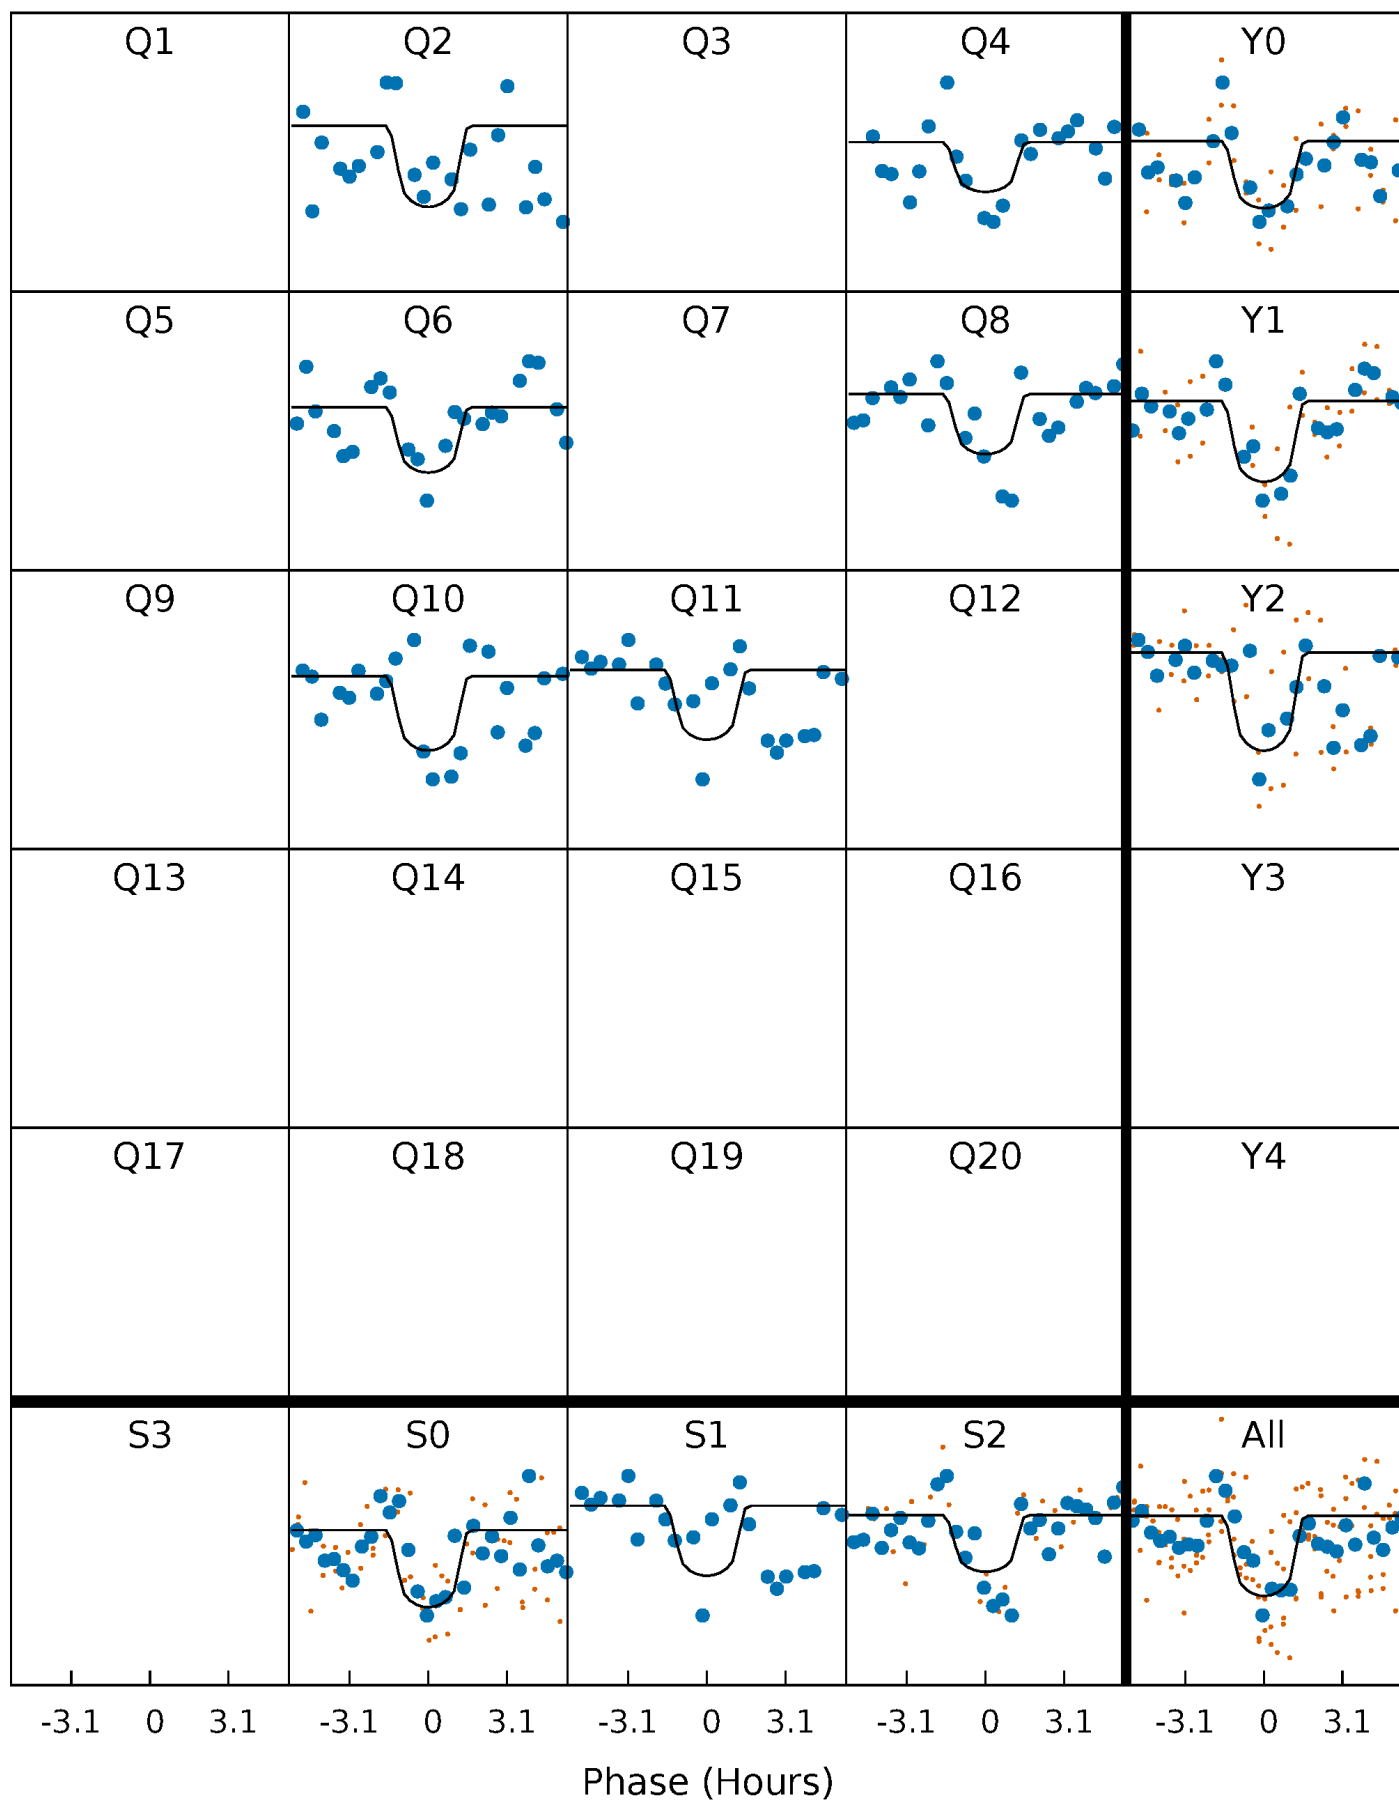 Q1 Q2 Q3 Q4 Y0
Q5 Q6 Q7 Q8 Y1
Q9 Q10 Q11 Q12 Y2
Q13 Q14 Q15 Q16 Y3
Q17 Q18 Q19 Q20 Y4
S3 S0 S1 S2 All
-3.1 0 3.1 -3.1 0 3.1 -3.1 0 3.1 -3.1 0 3.1 -3.1 0 3.1
Phase (Hours)